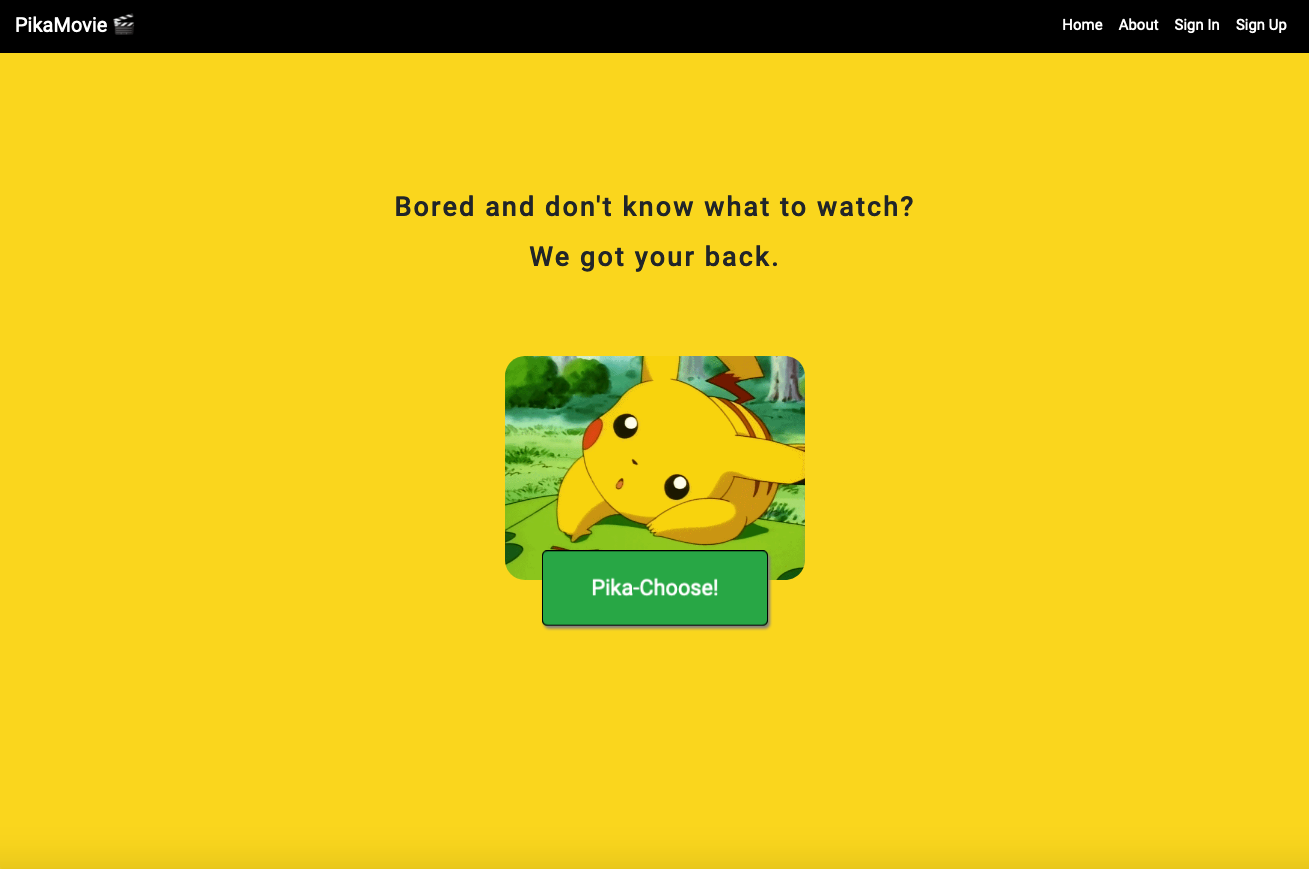 PikaMovie 🎬
Home About Sign In Sign Up
Bored and don't know what to watch?
We got your back.
Pika-Choose!